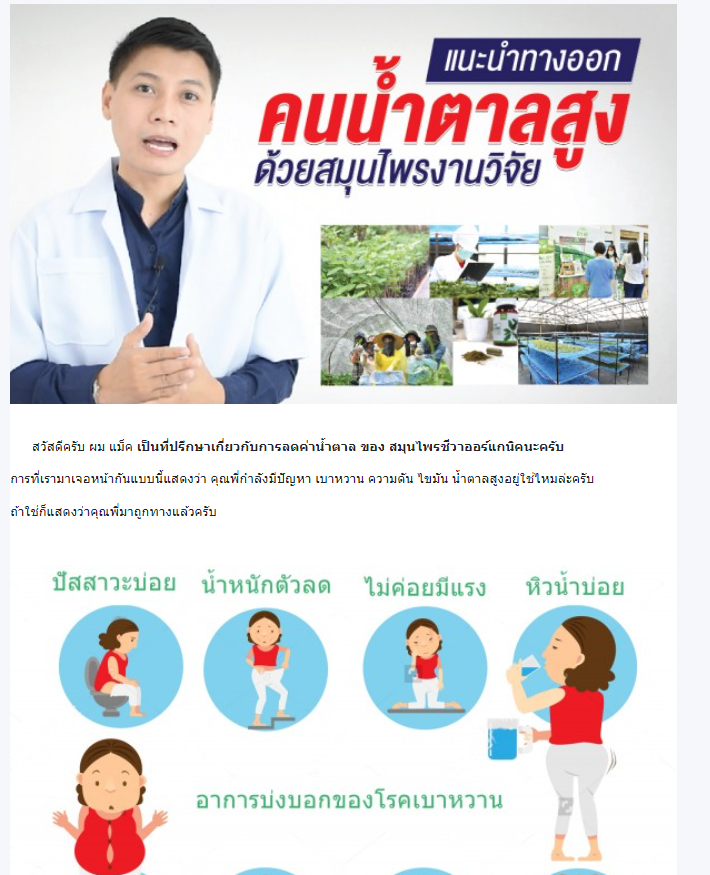 แนะนำทางออก
คนน้ำตาลสูง
ด้วยสมุนไพรงานวิจัย
สวัสดีครับ ผม แม็ค เป็นที่ปรึกษาเกี่ยวกับการลดค่าน้ำตาล ของ สมุนไพรชีวาออร์แกนิคนะครับ
การที่เรามาเจอหน้ากันแบบนี้แสดงว่า คุณพี่กำลังมีปัญหา เบาหวาน ความดัน ไขมัน น้ำตาลสูงอยู่ใช่ไหมล่ะครับ
ถ้าใช่ก็แสดงว่าคุณพี่มาถูกทางแล้วครับ
ปัสสาวะบ่อย น้ำหนักตัวลด ไม่ค่อยมีแรง หิวน้ำบ่อย
อาการบ่งบอกของโรคเบาหวาน